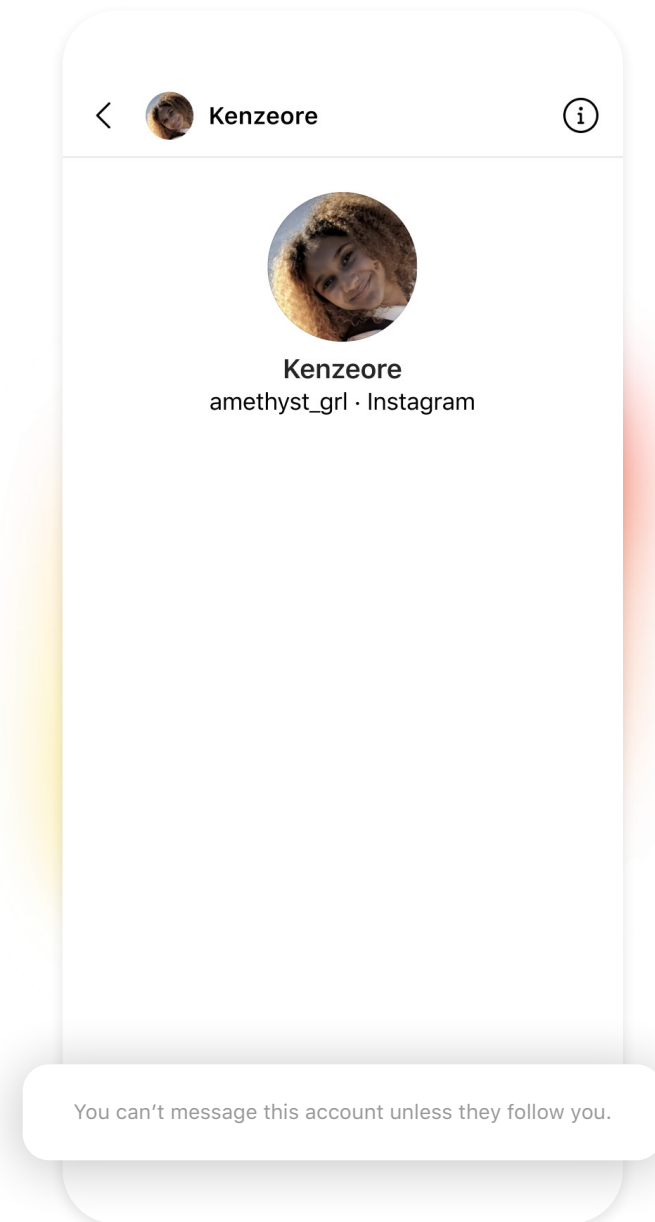 Kenzeore
Kenzeore
amethyst_grl · Instagram
You can’t message this account unless they follow you.